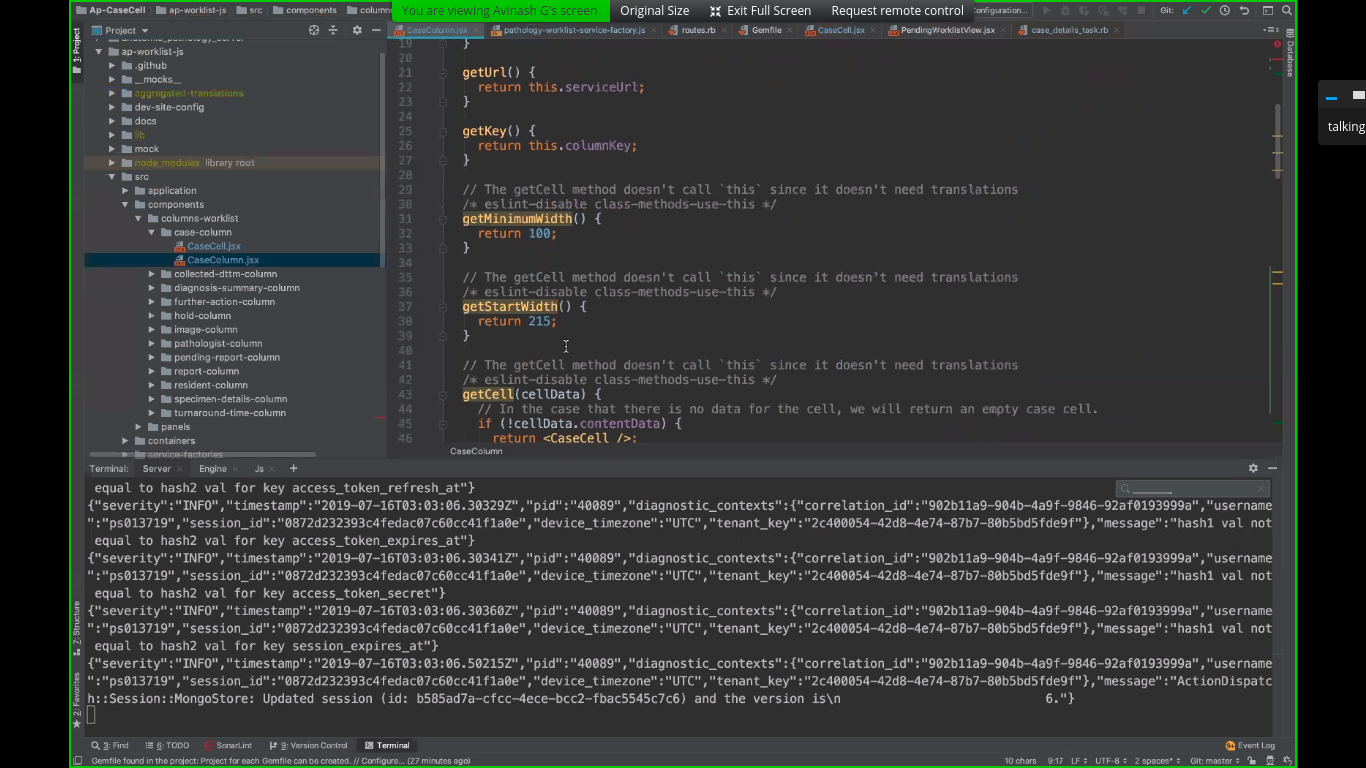 You are viewing Avinash G's screen
Original Size
Exit Full Screen
Request remote control
Ap-CaseCell
ap-worklist-js
src
components
Configuration...
Git:
Project
CaseColumn.jsx
pathology-worklist-service-factory.js
routes.rb
Gemfile
CaseCell.jsx
PendingWorklistView.jsx
case_details_task.rb
1: Project
Database
talking
ap-worklist-js
.github
__mocks__
aggregated-translations
dev-site-config
docs
lib
mock
node_modules library root
src
application
components
columns-worklist
case-column
CaseCell.jsx
CaseColumn.jsx
collected-dttm-column
diagnosis-summary-column
further-action-column
hold-column
image-column
pathologist-column
pending-report-column
report-column
resident-column
specimen-details-column
turnaround-time-column
panels
containers
service-factories
19 }
20
21 getUrl() {
22 return this.serviceUrl;
23 }
24
25 getKey() {
26 return this.columnKey;
27 }
28
29 // The getCell method doesn't call `this` since it doesn't need translations
30 /* eslint-disable class-methods-use-this */
31 getMinimumWidth() {
32 return 100;
33 }
34
35 // The getCell method doesn't call `this` since it doesn't need translations
36 /* eslint-disable class-methods-use-this */
37 getStartWidth() {
38 return 215;
39 }
40
41 // The getCell method doesn't call `this` since it doesn't need translations
42 /* eslint-disable class-methods-use-this */
43 getCell(cellData) {
44 // In the case that there is no data for the cell, we will return an empty case cell.
45 if (!cellData.contentData) {
46 return <CaseCell />;
CaseColumn
Terminal: Server Engine Js +
equal to hash2 val for key access_token_refresh_at"}
{"severity":"INFO","timestamp":"2019-07-16T03:03:06.30329Z","pid":"40089","diagnostic_contexts":{"correlation_id":"902b11a9-904b-4a9f-9846-92af0193999a","username
":"ps013719","session_id":"0872d232393c4fedac07c60cc41f1a0e","device_timezone":"UTC","tenant_key":"2c400054-42d8-4e74-87b7-80b5bd5fde9f"},"message":"hash1 val not
equal to hash2 val for key access_token_expires_at"}
{"severity":"INFO","timestamp":"2019-07-16T03:03:06.30341Z","pid":"40089","diagnostic_contexts":{"correlation_id":"902b11a9-904b-4a9f-9846-92af0193999a","username
":"ps013719","session_id":"0872d232393c4fedac07c60cc41f1a0e","device_timezone":"UTC","tenant_key":"2c400054-42d8-4e74-87b7-80b5bd5fde9f"},"message":"hash1 val not
equal to hash2 val for key access_token_secret"}
{"severity":"INFO","timestamp":"2019-07-16T03:03:06.30360Z","pid":"40089","diagnostic_contexts":{"correlation_id":"902b11a9-904b-4a9f-9846-92af0193999a","username
":"ps013719","session_id":"0872d232393c4fedac07c60cc41f1a0e","device_timezone":"UTC","tenant_key":"2c400054-42d8-4e74-87b7-80b5bd5fde9f"},"message":"hash1 val not
equal to hash2 val for key session_expires_at"}
{"severity":"INFO","timestamp":"2019-07-16T03:03:06.50215Z","pid":"40089","diagnostic_contexts":{"correlation_id":"902b11a9-904b-4a9f-9846-92af0193999a","username
":"ps013719","session_id":"0872d232393c4fedac07c60cc41f1a0e","device_timezone":"UTC","tenant_key":"2c400054-42d8-4e74-87b7-80b5bd5fde9f"},"message":"ActionDispatc
h::Session::MongoStore: Updated session (id: b585ad7a-cfcc-4ece-bcc2-fbac5545c7c6) and the version is\n 6."}
7: Structure
2: Favorites
3: Find
6: TODO
SonarLint
9: Version Control
Terminal
Event Log
Gemfile found in the project: Project for each Gemfile can be created. // Configure... (27 minutes ago)
10 chars 9:17 LF UTF-8 2 spaces* Git: master